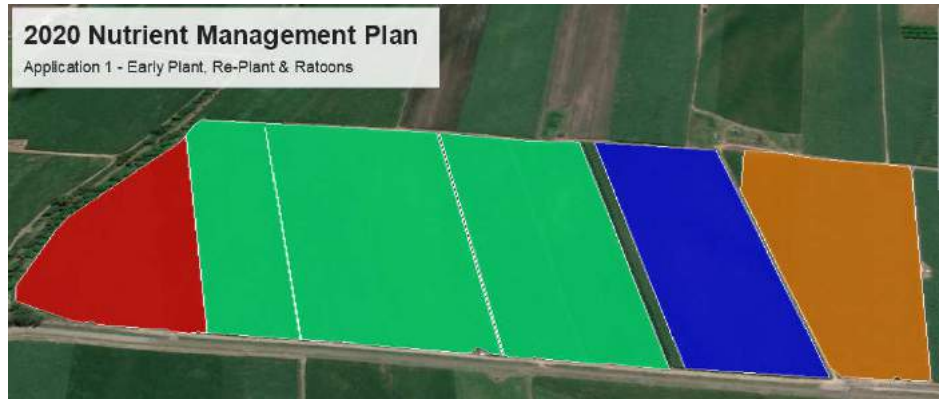 2020 Nutrient Management Plan
Application 1 - Early Plant, Re-Plant & Ratoons